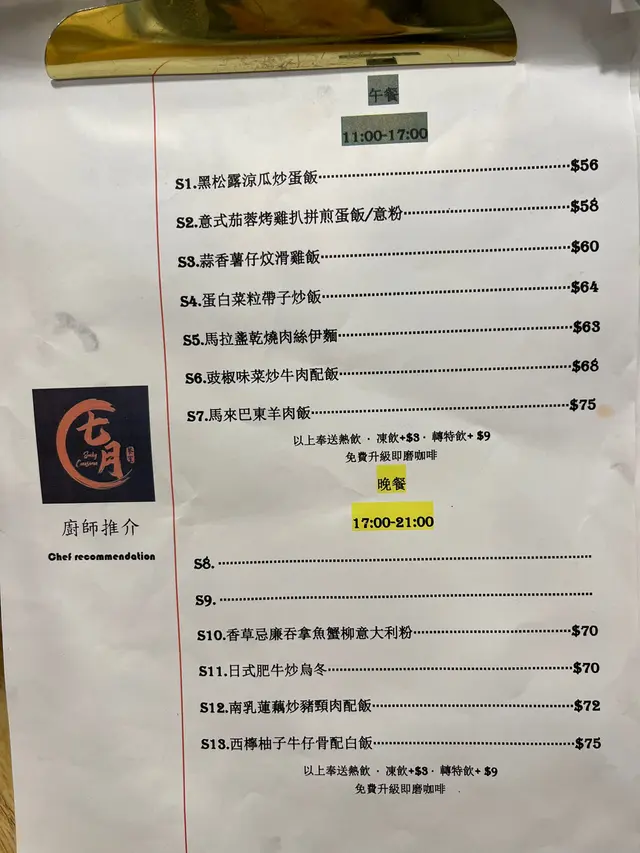 午餐
11:00-17:00
S1.黑松露涼瓜炒蛋飯 $56
S2.意式茄蓉烤雞扒拼煎蛋飯/意粉 $58
S3.蒜香薯仔炆滑雞飯 $60
S4.蛋白菜粒帶子炒飯 $64
S5.馬拉盞乾燒肉絲伊麵 $63
S6.豉椒味菜炒牛肉配飯 $68
S7.馬來巴東羊肉飯 $75
以上奉送熱飲 · 凍飲+$3 · 轉特飲+ $9
免費升級即磨咖啡
七月
July
Cuisine
廚師推介
Chef recommendation
晚餐
17:00-21:00
S8.
S9.
S10.香草忌廉吞拿魚蟹柳意大利粉 $70
S11.日式肥牛炒烏冬 $70
S12.南乳蓮藕炒豬頸肉配飯 $72
S13.西檸柚子牛仔骨配白飯 $75
以上奉送熱飲 · 凍飲+$3 · 轉特飲+ $9
免費升級即磨咖啡